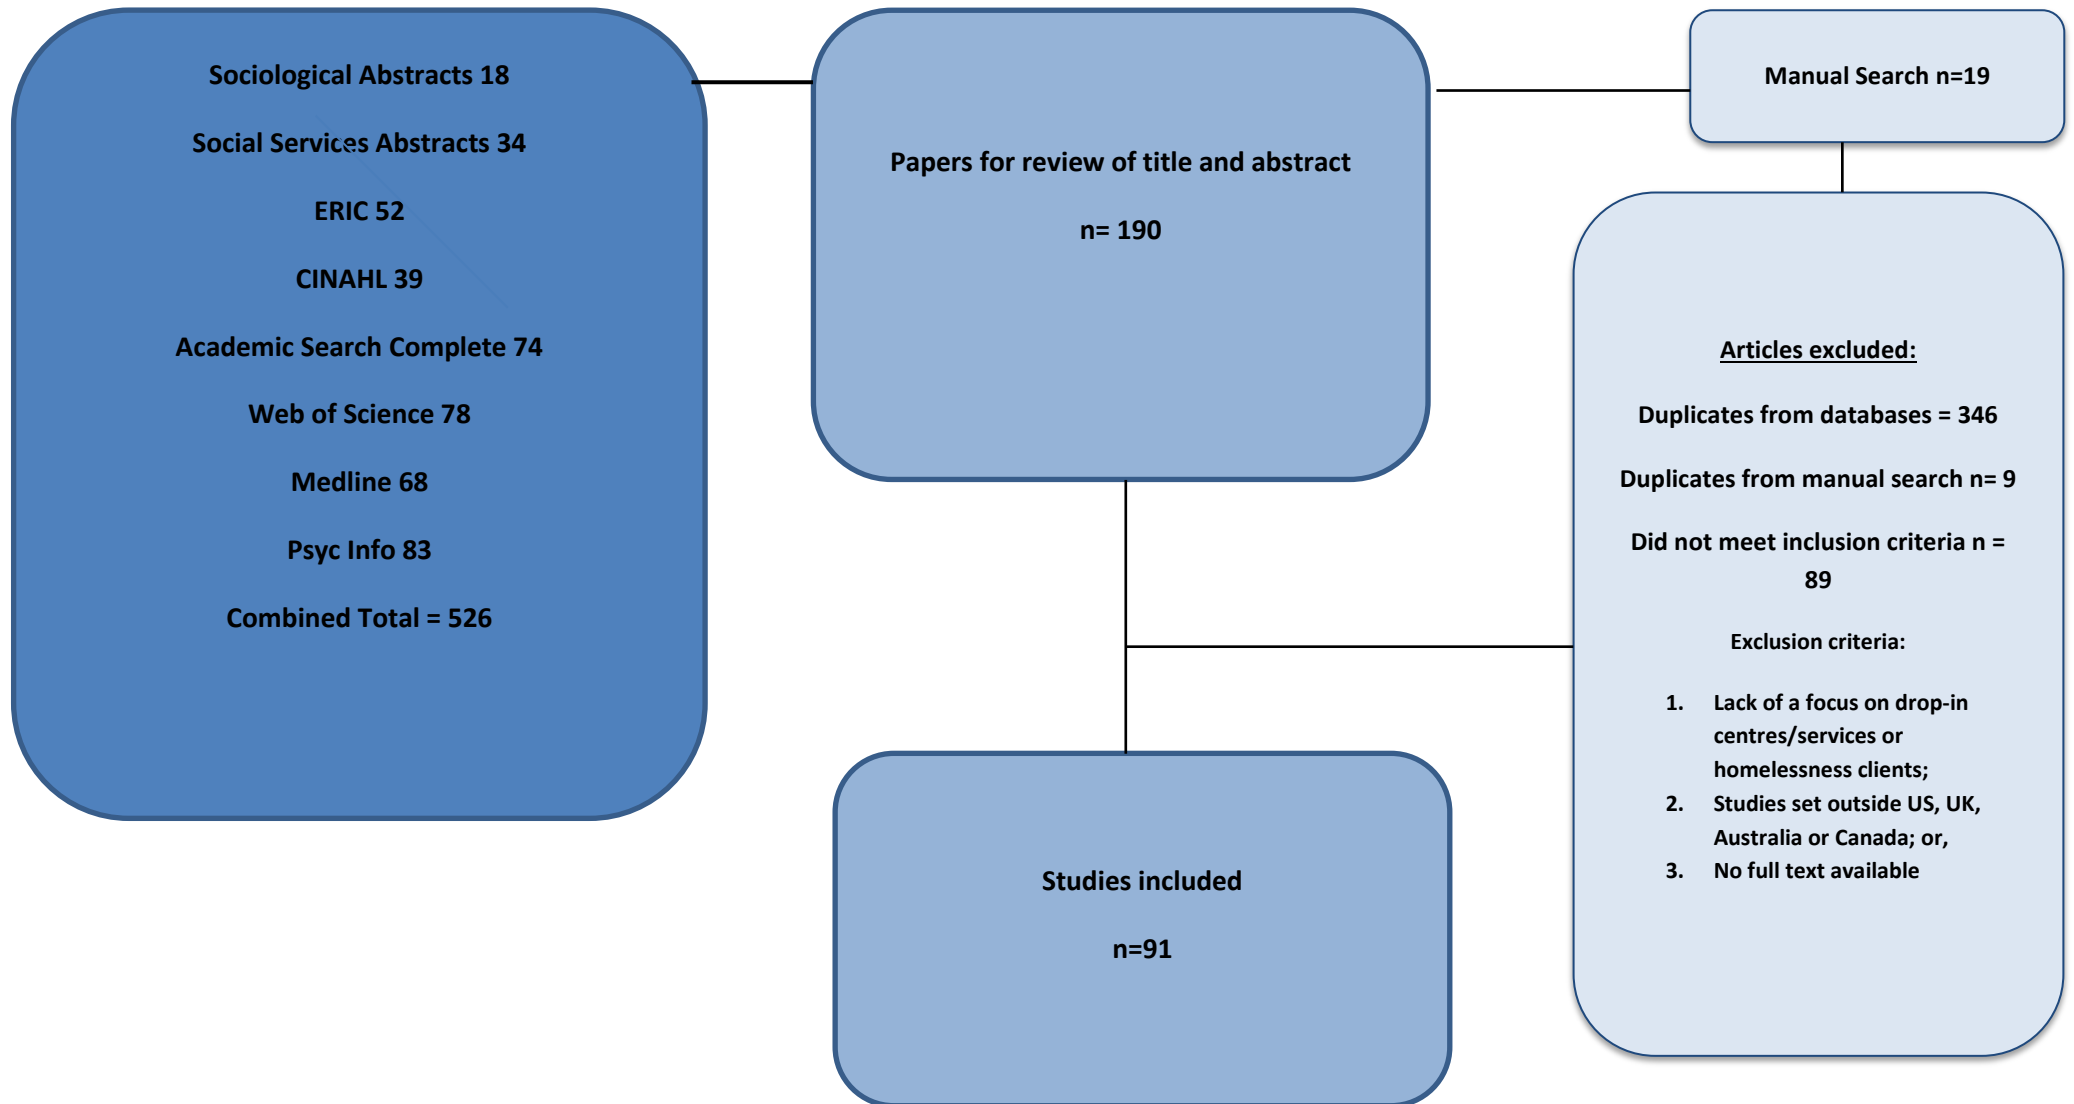 Sociological Abstracts 18
Social Services Abstracts 34
ERIC 52
CINAHL 39
Academic Search Complete 74
Web of Science 78
Medline 68
Psyc Info 83
Combined Total = 526
Papers for review of title and abstract
n= 190
Manual Search n=19
Articles excluded:
Duplicates from databases = 346
Duplicates from manual search n= 9
Did not meet inclusion criteria n =
89
Exclusion criteria:
1. Lack of a focus on drop-in
centres/services or
homelessness clients;
2. Studies set outside US, UK,
Australia or Canada; or,
3. No full text available
Studies included
n=91